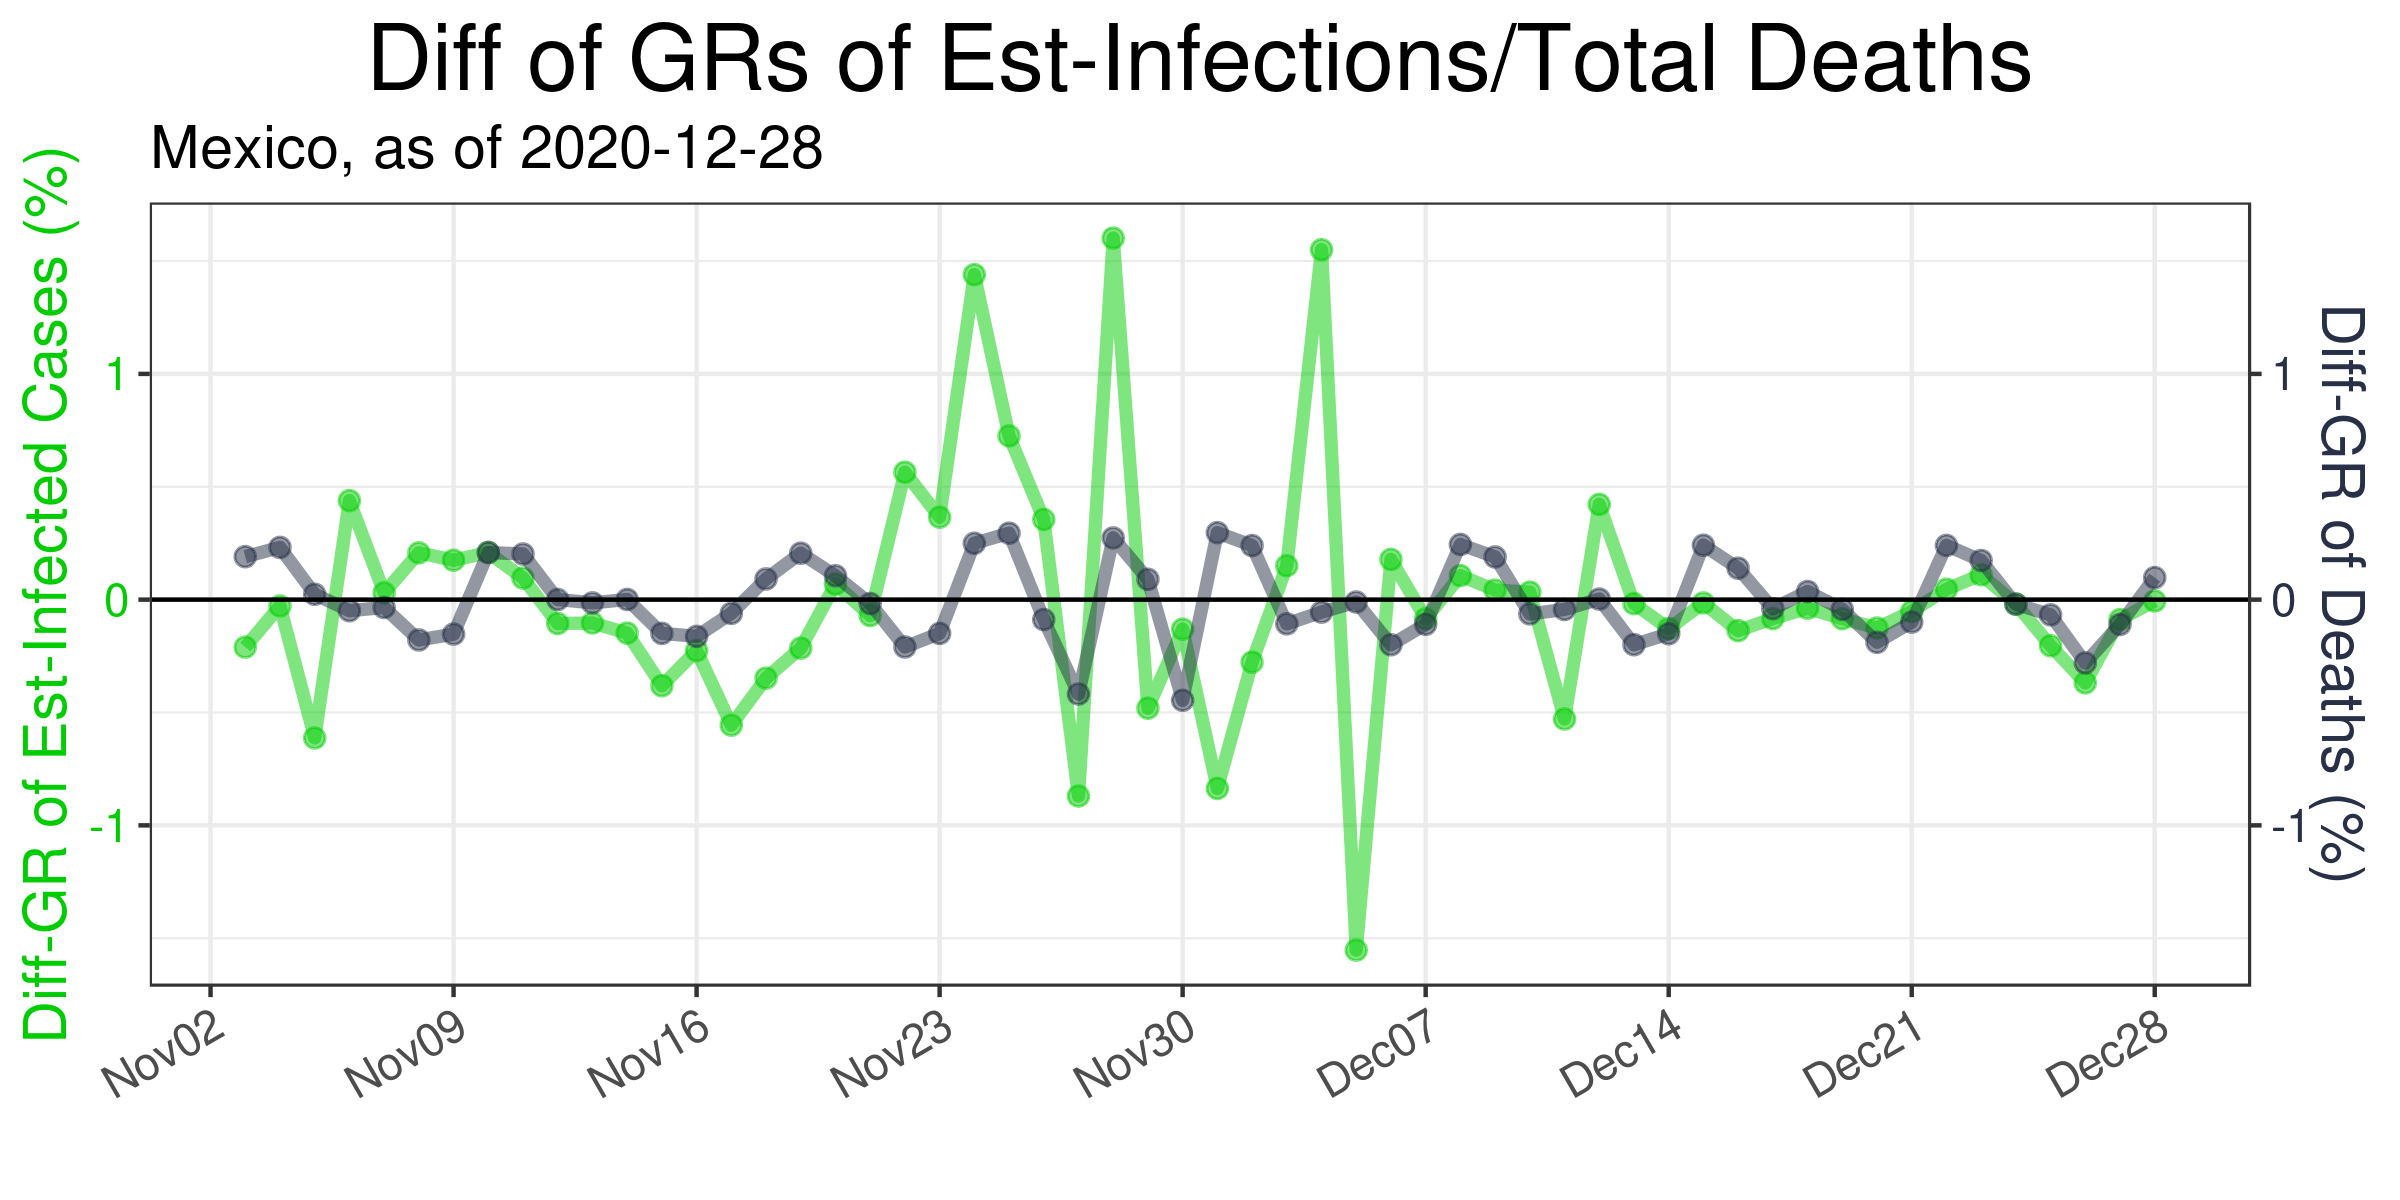 Diff of GRs of Est-Infections/Total Deaths
Mexico, as of 2020-12-28
Diff-GR of Est-Infected Cases (%)
1
0
-1
1
0
-1
Diff-GR of Deaths (%)
Nov02
Nov09
Nov16
Nov23
Nov30
Dec07
Dec14
Dec21
Dec28